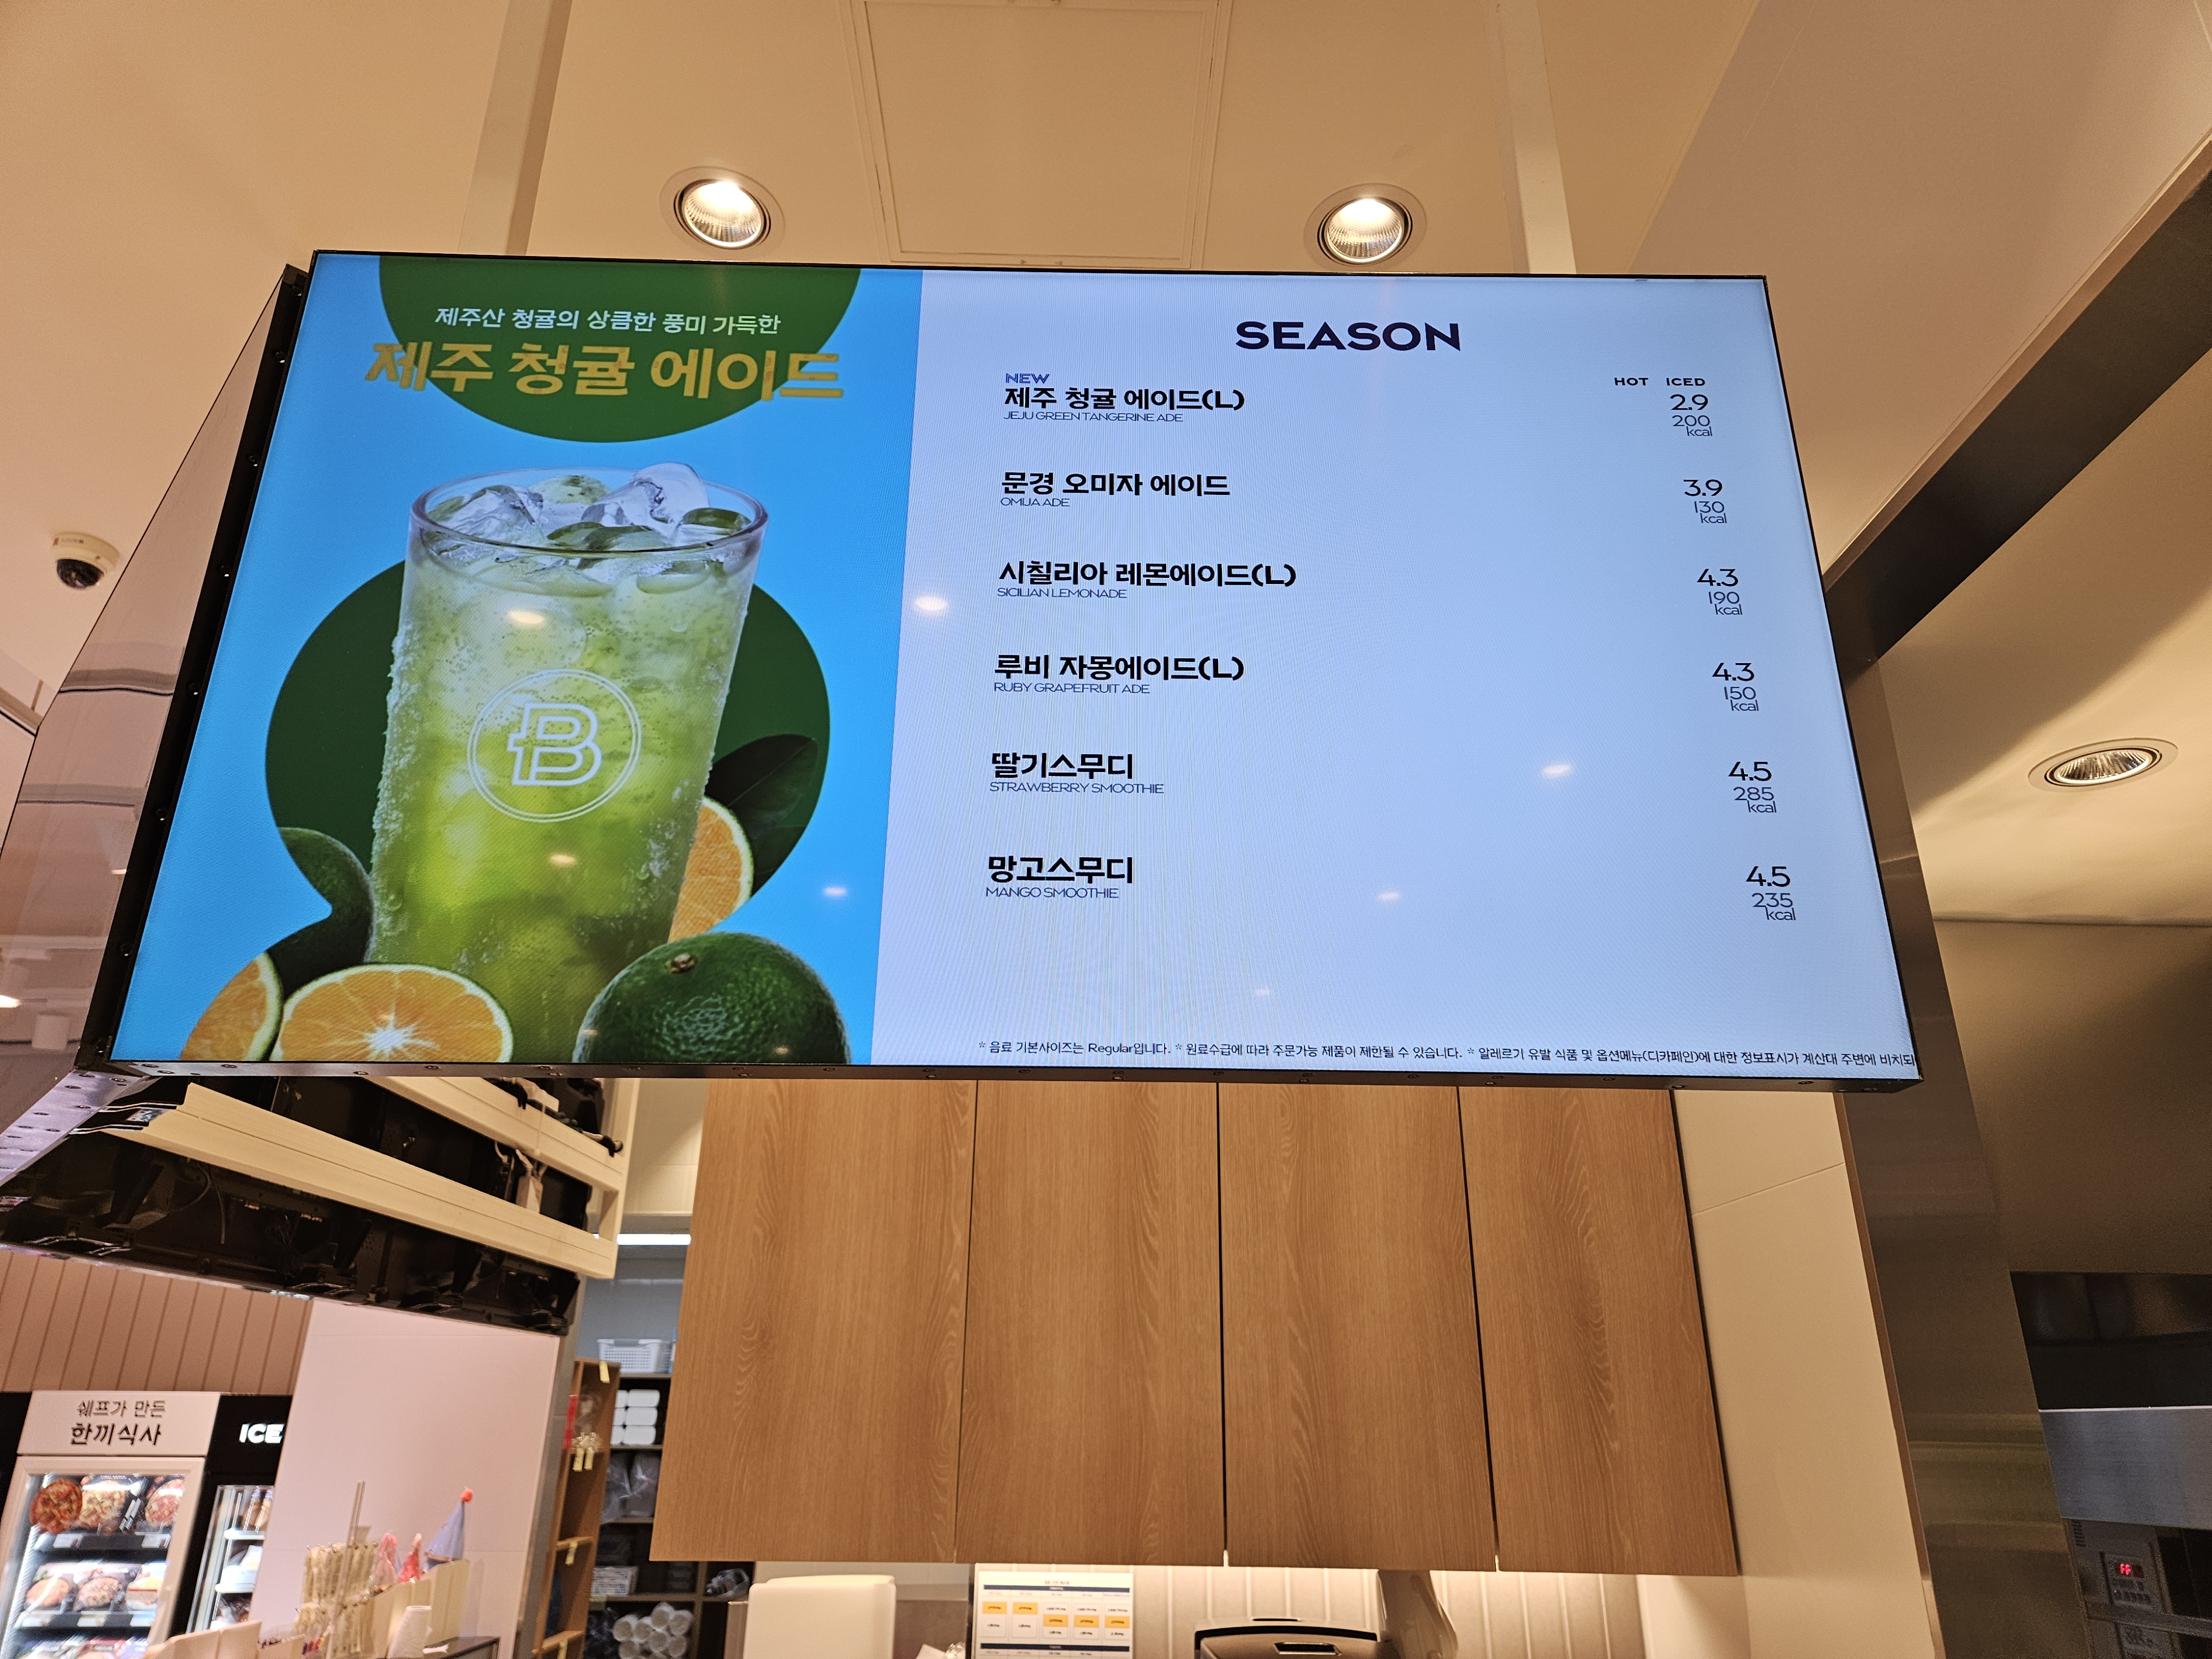 제주산 청귤의 상큼한 풍미 가득한
제주 청귤 에이드
B
SEASON
HOT ICED
NEW
제주 청귤 에이드(L)
JEJU GREEN TANGERINE ADE
2.9
200
kcal
문경 오미자 에이드
OMIJA ADE
3.9
130
kcal
시칠리아 레몬에이드(L)
SICILIAN LEMONADE
4.3
190
kcal
루비 자몽에이드(L)
RUBY GRAPEFRUIT ADE
4.3
150
kcal
딸기스무디
STRAWBERRY SMOOTHIE
4.5
285
kcal
망고스무디
MANGO SMOOTHIE
4.5
235
kcal
* 음료 기본사이즈는 Regular입니다. * 원료수급에 따라 주문가능 제품이 제한될 수 있습니다. * 알레르기 유발 식품 및 옵션메뉴(디카페인)에 대한 정보표시가 계산대 주변에 비치되
쉐프가 만든
한끼식사
ICE